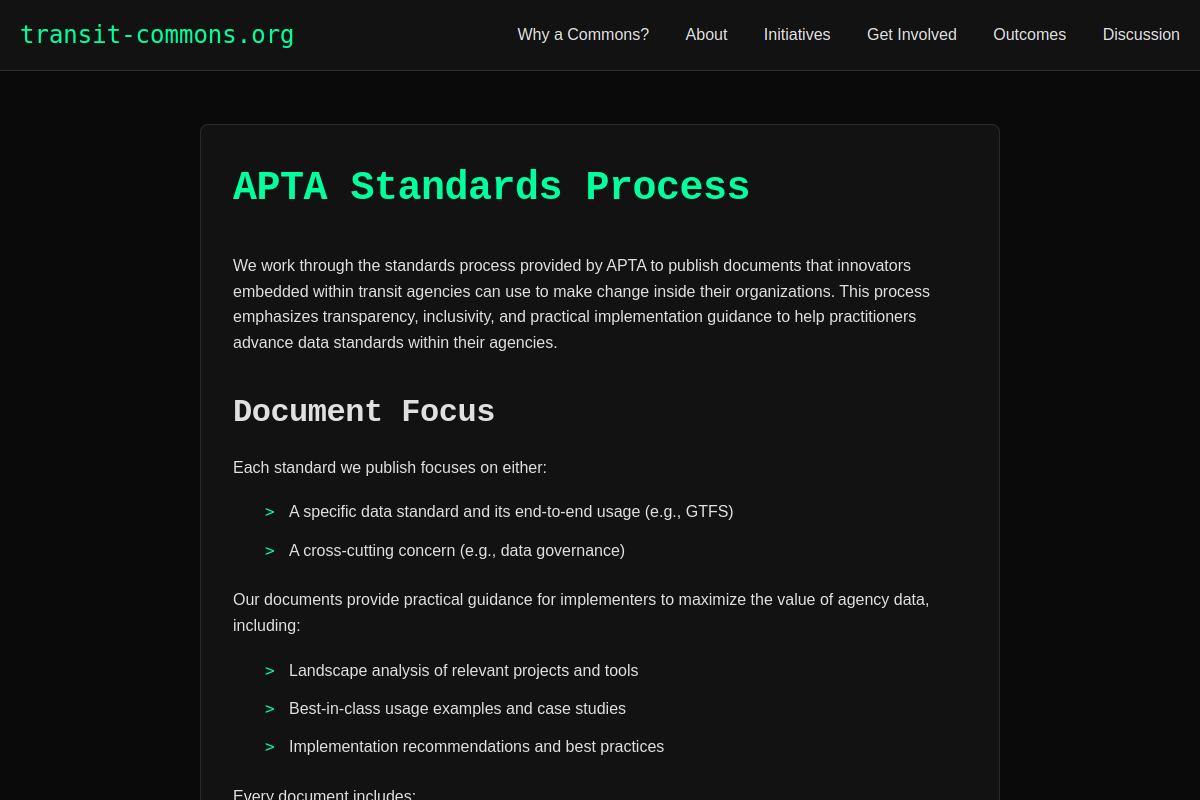 transit-commons.org
Why a Commons? About Initiatives Get Involved Outcomes Discussion
APTA Standards Process
We work through the standards process provided by APTA to publish documents that innovators
embedded within transit agencies can use to make change inside their organizations. This process
emphasizes transparency, inclusivity, and practical implementation guidance to help practitioners
advance data standards within their agencies.
Document Focus
Each standard we publish focuses on either:
> A specific data standard and its end-to-end usage (e.g., GTFS)
> A cross-cutting concern (e.g., data governance)
Our documents provide practical guidance for implementers to maximize the value of agency data,
including:
> Landscape analysis of relevant projects and tools
> Best-in-class usage examples and case studies
> Implementation recommendations and best practices
Every document includes: